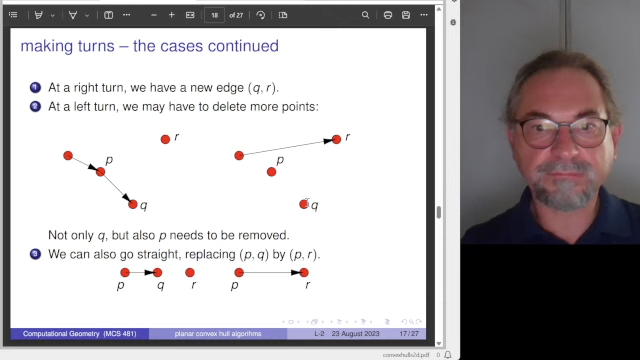 18 of 27
making turns – the cases continued
1 At a right turn, we have a new edge (q, r).
2 At a left turn, we may have to delete more points:
r
r
p
p
q
q
Not only q, but also p needs to be removed.
3 We can also go straight, replacing (p, q) by (p, r).
p q r p r
Computational Geometry (MCS 481) planar convex hull algorithms L-2 23 August 2023 17 / 27
convexhulls2d.pdf 0